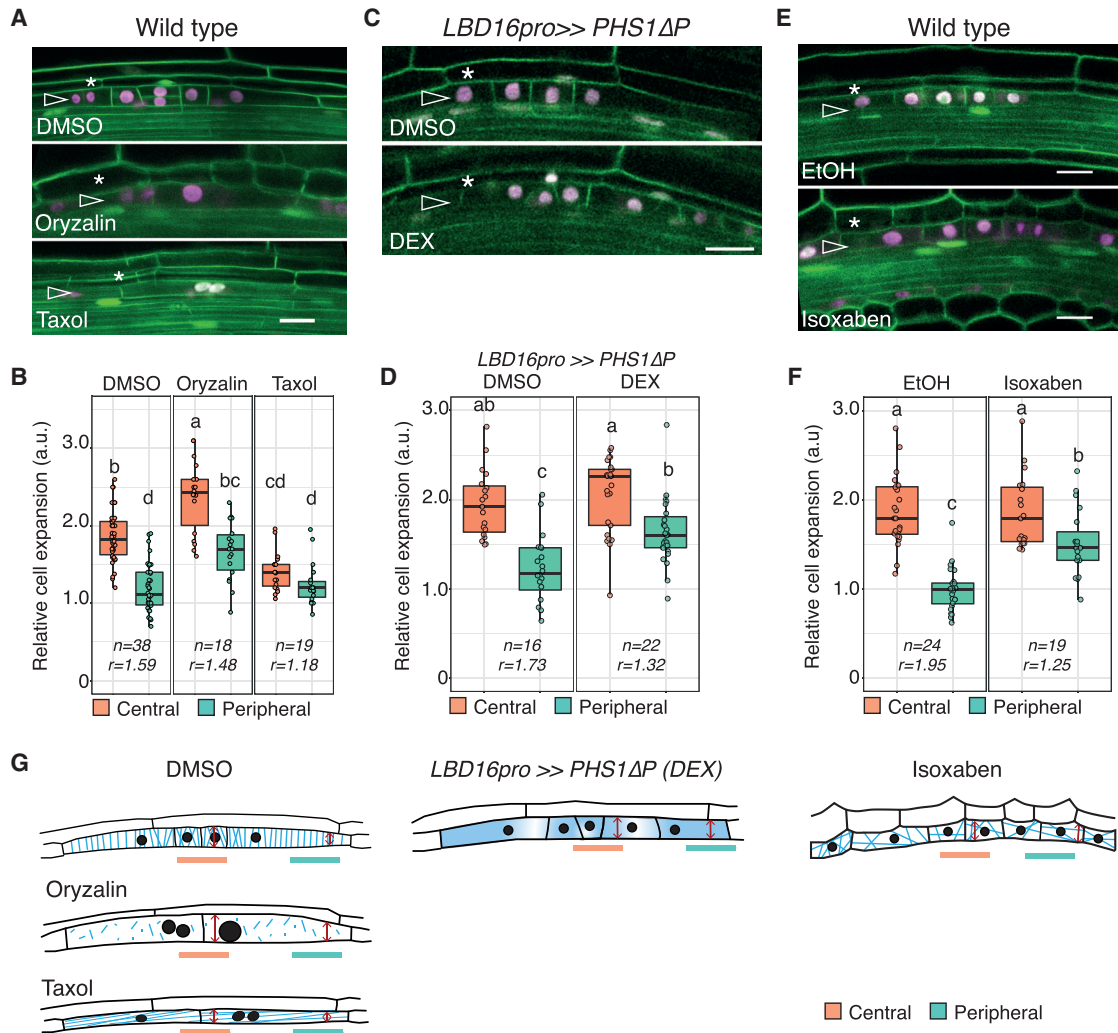 A
Wild type
*
DMSO
*
Oryzalin
*
Taxol
C
LBD16pro>> PHS1ΔP
*
DMSO
*
DEX
E
Wild type
*
EtOH
*
Isoxaben
B
DMSO Oryzalin Taxol
Relative cell expansion (a.u.)
3.0
2.0
1.0
0
b d a bc cd d
n=38 n=18 n=19
r=1.59 r=1.48 r=1.18
Central Peripheral
D
LBD16pro >> PHS1ΔP
DMSO DEX
Relative cell expansion (a.u.)
3.0
2.0
1.0
0
ab c a b
n=16 n=22
r=1.73 r=1.32
Central Peripheral
F
EtOH Isoxaben
Relative cell expansion (a.u)
3.0
2.0
1.0
0
a c a b
n=24 n=19
r=1.95 r=1.25
Central Peripheral
G
DMSO
LBD16pro >> PHS1ΔP (DEX)
Isoxaben
Oryzalin
Taxol
Central Peripheral